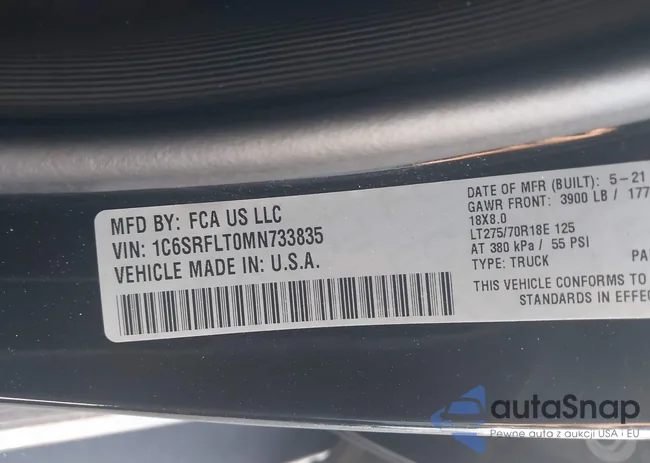 MFD BY: FCA US LLC
VIN: 1C6SRFLT0MN733835
VEHICLE MADE IN: U.S.A.
DATE OF MFR (BUILT): 5-21
GAWR FRONT: 3900 LB / 177
18X8.0
LT275/70R18E 125
AT 380 kPa / 55 PSI
TYPE: TRUCK PA
THIS VEHICLE CONFORMS TO
STANDARDS IN EFFEC
autaSnap
Pewne auta z aukcji USA i EU